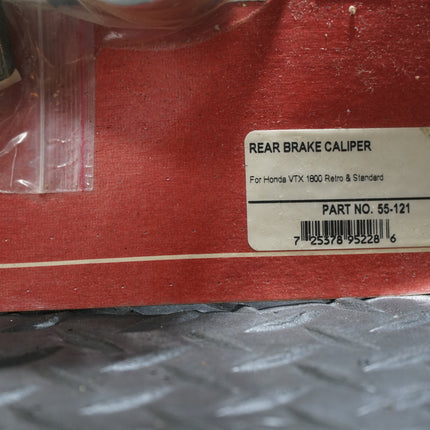 REAR BRAKE CALIPER
For Honda VTX 1800 Retro & Standard
PART NO. 55-121
7 25378 95228 6